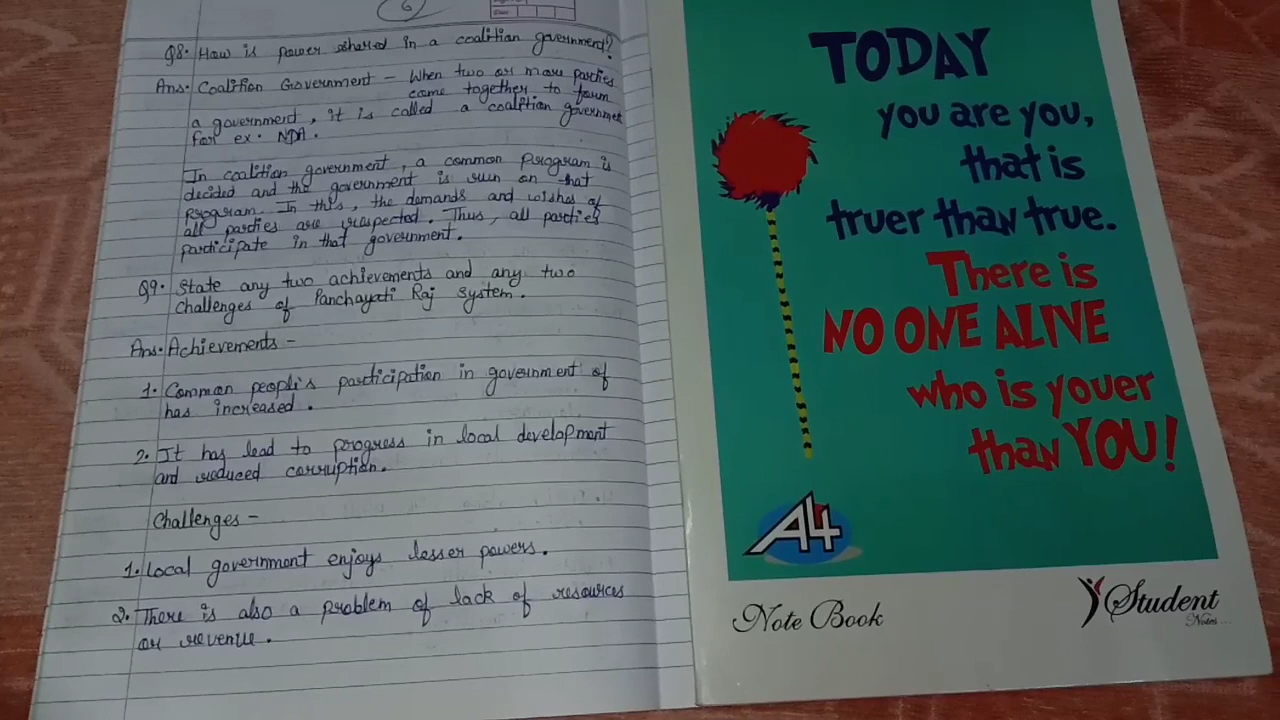 6
Q8. How is power shared in a coalition government?
Ans. Coalition Government - When two or more parties
come together to form
a government, it is called a coalition government
for ex. NDA.
In coalition government, a common program is
decided and the government is run on that
program. In this, the demands and wishes of
all parties are respected. Thus, all parties
participate in that government.
Q9. State any two achievements and any two
challenges of Panchayati Raj System.
Ans. Achievements -
1. Common people's participation in government of
has increased.
2. It has lead to progress in local development
and reduced corruption.
Challenges -
1. Local government enjoys lesser powers.
2. There is also a problem of lack of resources
or revenue.
TODAY
you are you,
that is
truer than true.
There is
NO ONE ALIVE
who is youer
than YOU!
A4
Note Book
Student
Notes...